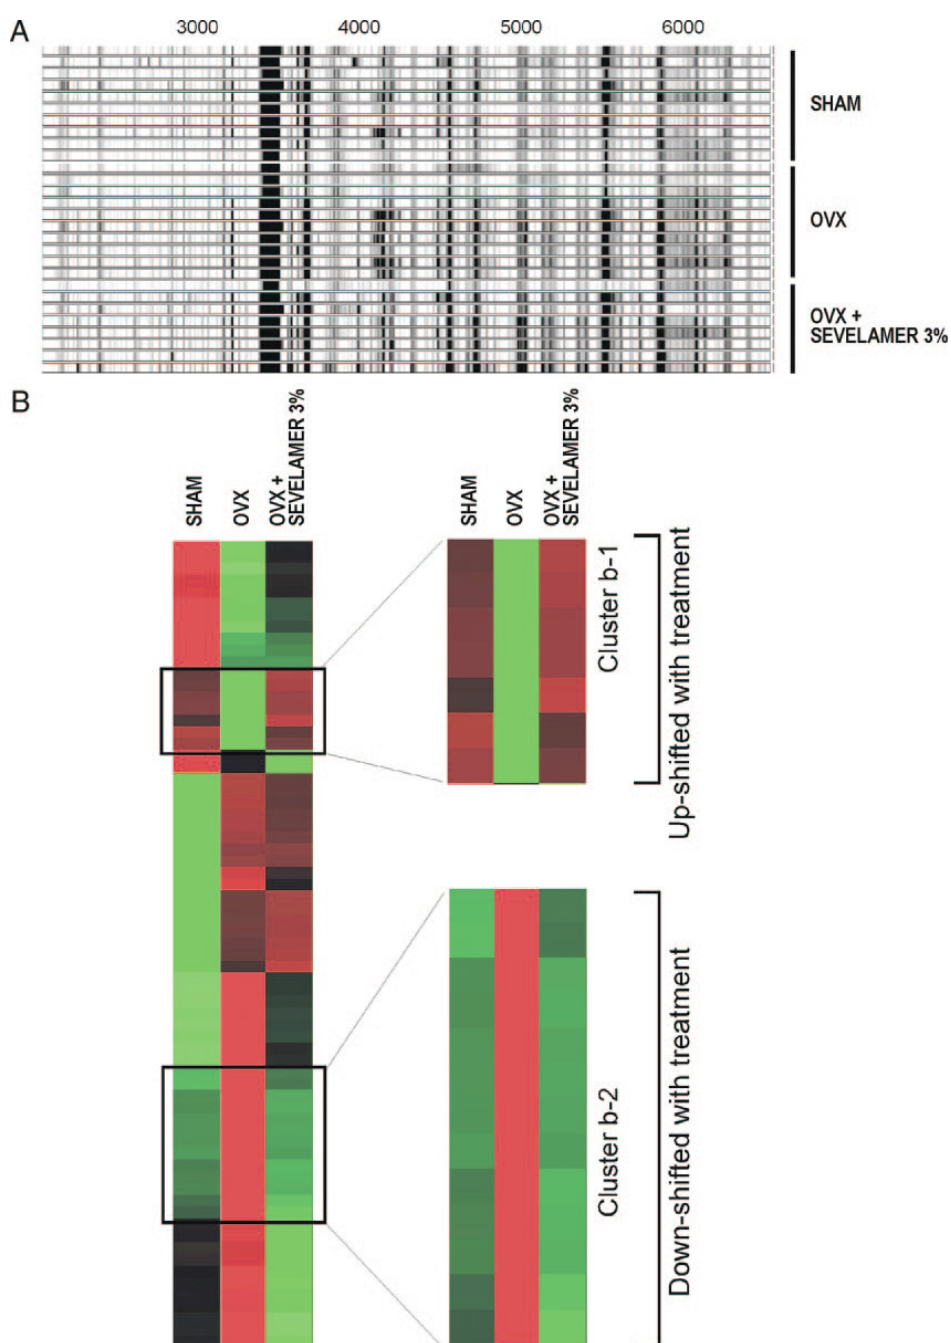 A
3000 4000 5000 6000
SHAM
OVX
OVX +
SEVELAMER 3%
B
SHAM
OVX
OVX +
SEVELAMER 3%
SHAM
OVX
OVX +
SEVELAMER 3%
Cluster b-1
Up-shifted with treatment
Cluster b-2
Down-shifted with treatment